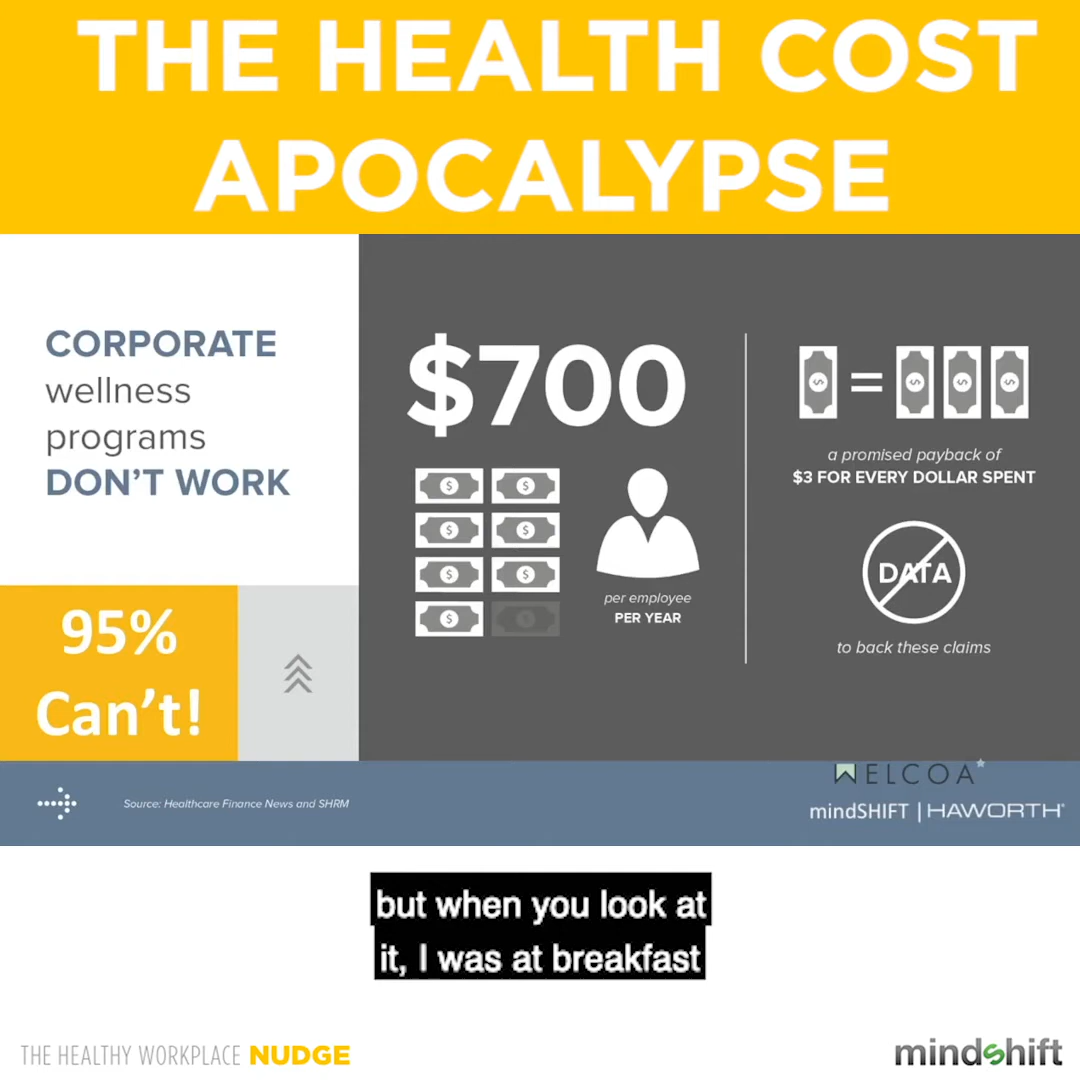 THE HEALTH COST
APOCALYPSE
CORPORATE
wellness
programs
DON'T WORK
95%
Can't!
$700
per employee
PER YEAR
a promised payback of
$3 FOR EVERY DOLLAR SPENT
DATA
to back these claims
Source: Healthcare Finance News and SHRM
WELCOA
mindSHIFT | HAWORTH
but when you look at
it, I was at breakfast
THE HEALTHY WORKPLACE NUDGE
mindshift